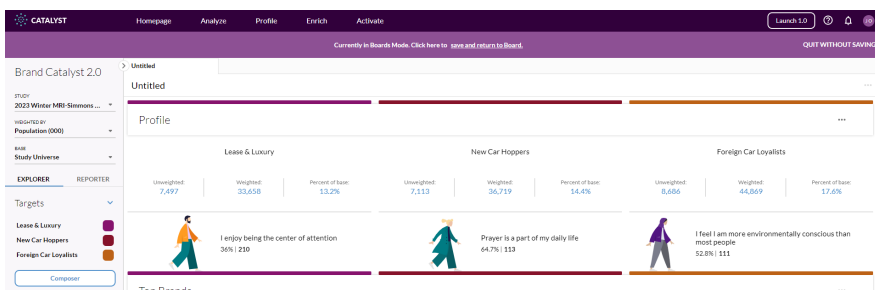 CATALYST
Homepage Analyze Profile Enrich Activate
Launch 1.0
JO
Currently in Boards Mode. Click here to save and return to Board.
QUIT WITHOUT SAVING
Brand Catalyst 2.0
STUDY
2023 Winter MRI-Simmons ...
WEIGHTED BY
Population (000)
BASE
Study Universe
EXPLORER REPORTER
Targets
Lease & Luxury
New Car Hoppers
Foreign Car Loyalists
Composer
Untitled
Untitled
Profile
Lease & Luxury
Unweighted: Weighted: Percent of base:
7,497 33,658 13.2%
I enjoy being the center of attention
36% | 210
New Car Hoppers
Unweighted: Weighted: Percent of base:
7,113 36,719 14.4%
Prayer is a part of my daily life
64.7% | 113
Foreign Car Loyalists
Unweighted: Weighted: Percent of base:
8,686 44,869 17.6%
I feel I am more environmentally conscious than
most people
52.8% | 111
Top Brands